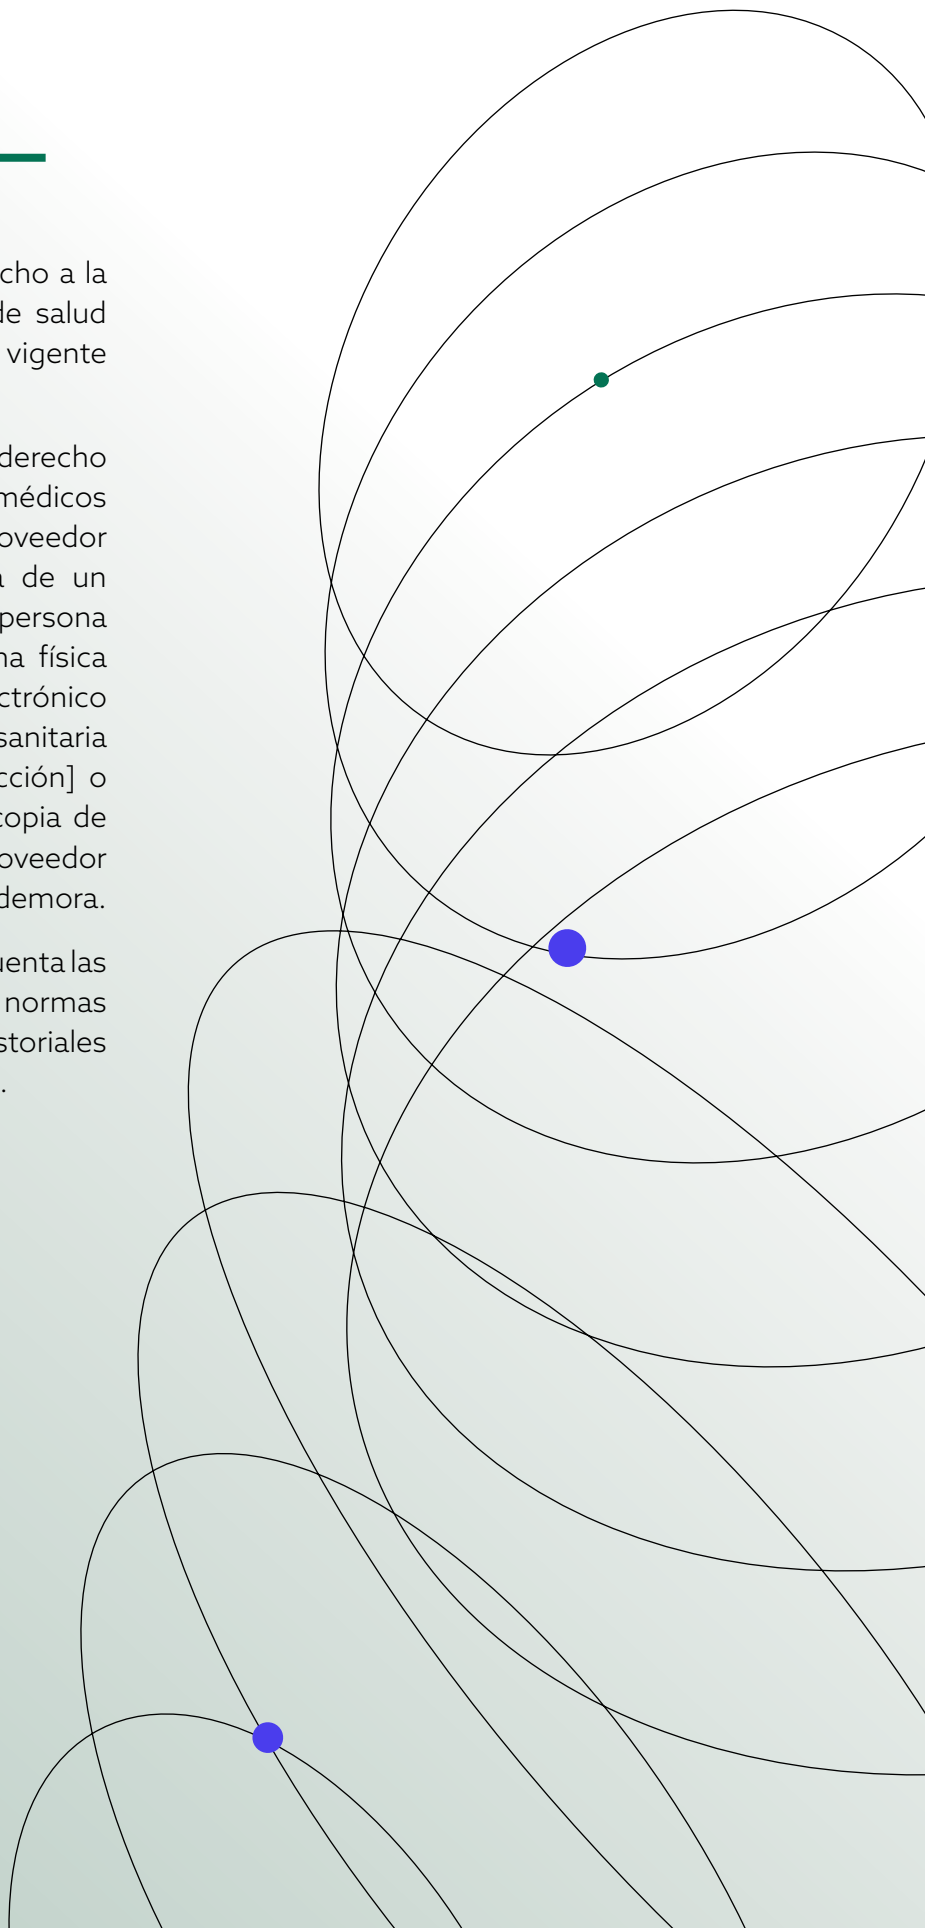 cho a la
de salud
vigente
derecho
médicos
oveedor
de un
persona
na física
ctrónico
sanitaria
cción] o
copia de
oveedor
demora.
uenta las
normas
storiales
.